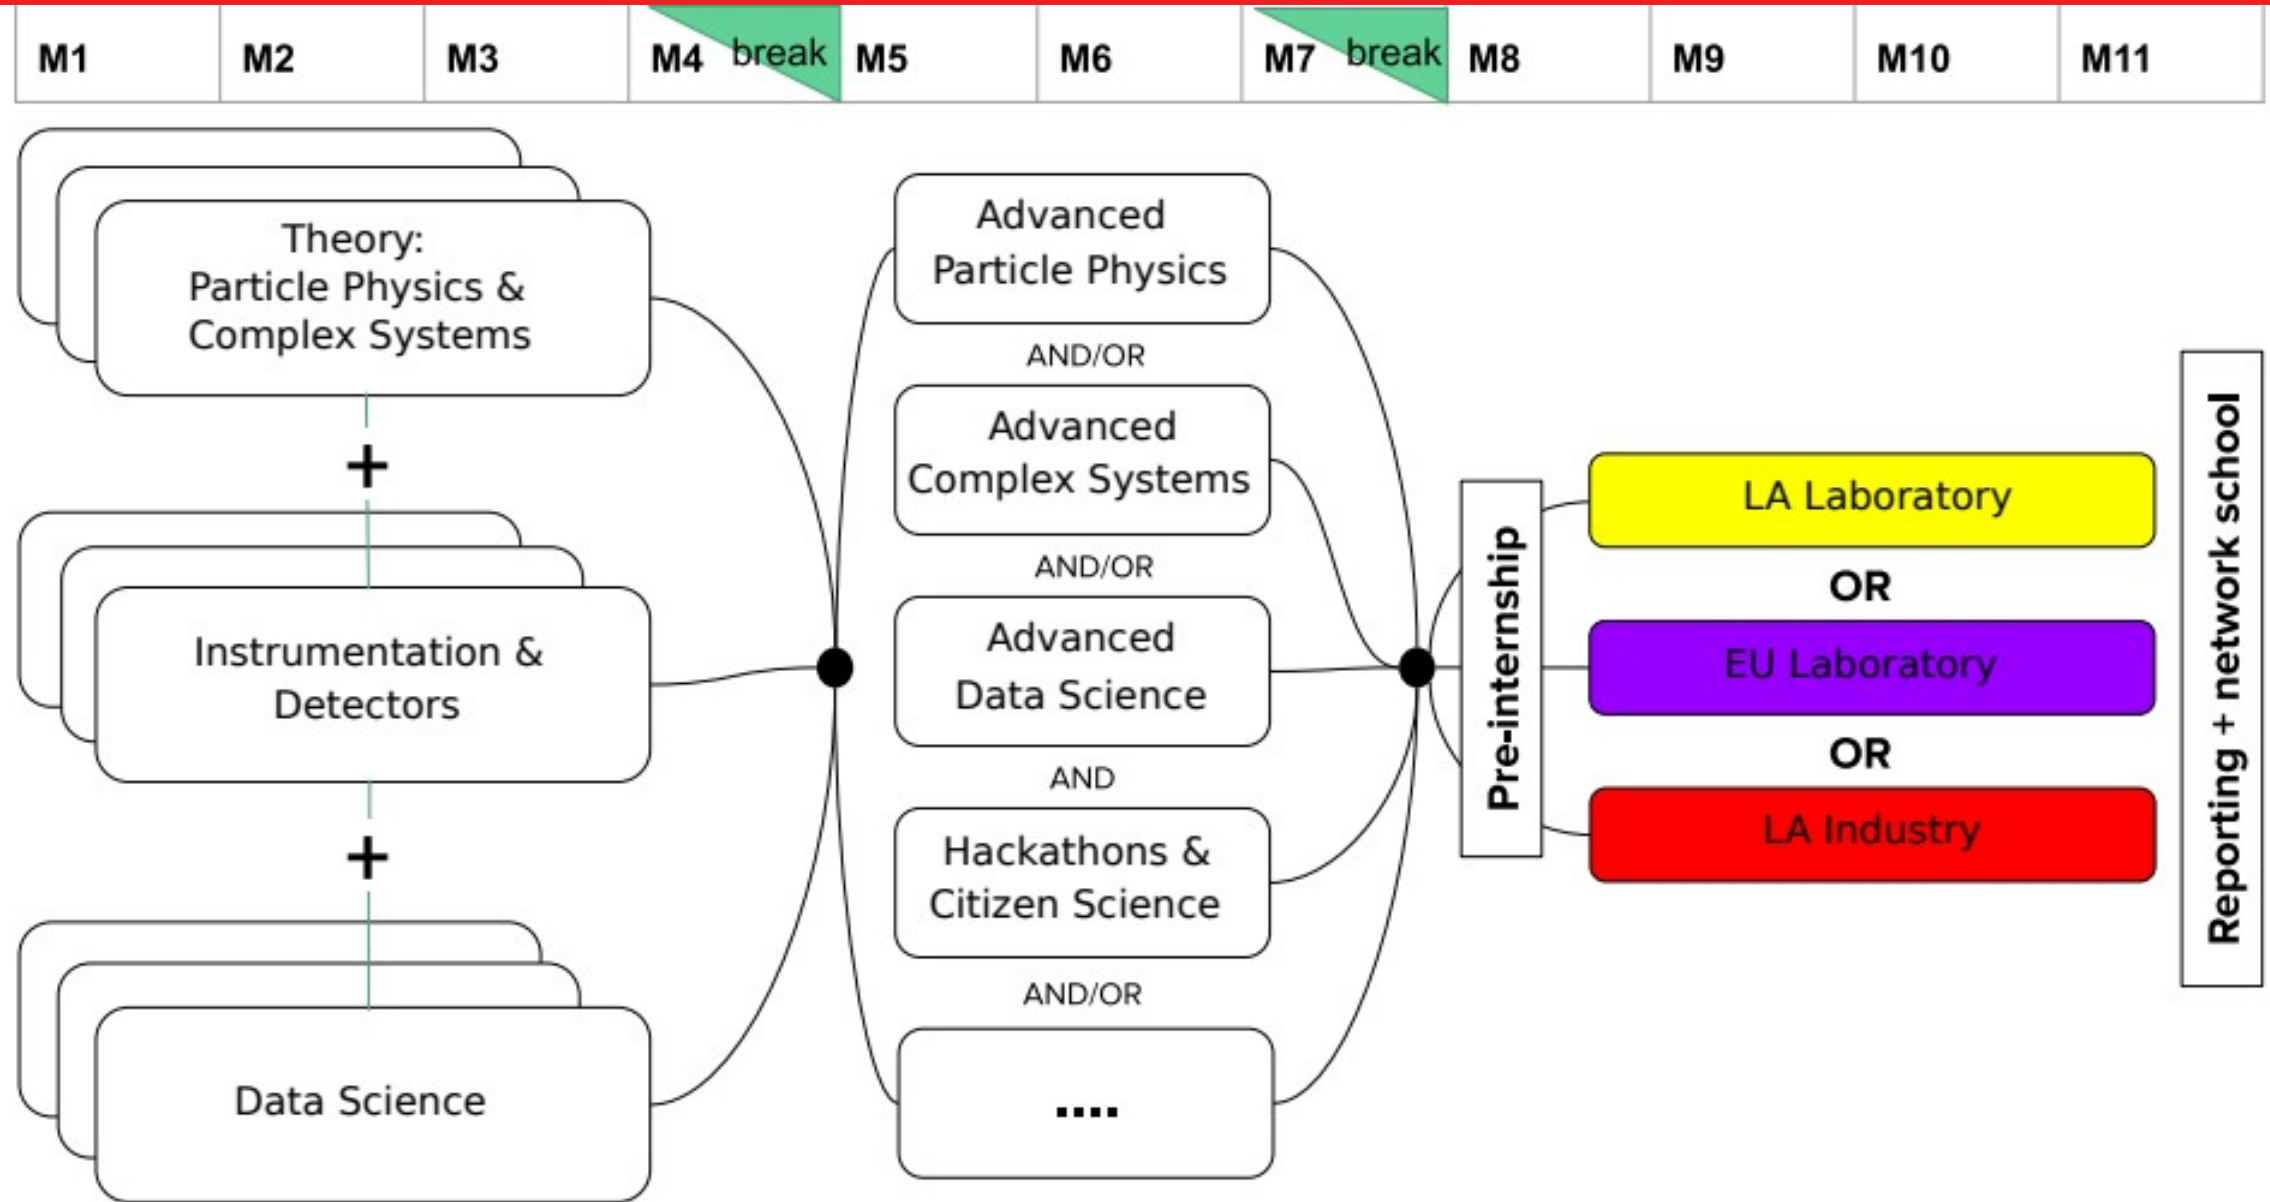 M1 M2 M3 M4 break M5 M6 M7 break M8 M9 M10 M11
Theory:
Particle Physics &
Complex Systems
+
Instrumentation &
Detectors
+
Data Science
Advanced
Particle Physics
AND/OR
Advanced
Complex Systems
AND/OR
Advanced
Data Science
AND
Hackathons &
Citizen Science
AND/OR
....
Pre-internship
LA Laboratory
OR
EU Laboratory
OR
LA Industry
Reporting + network school